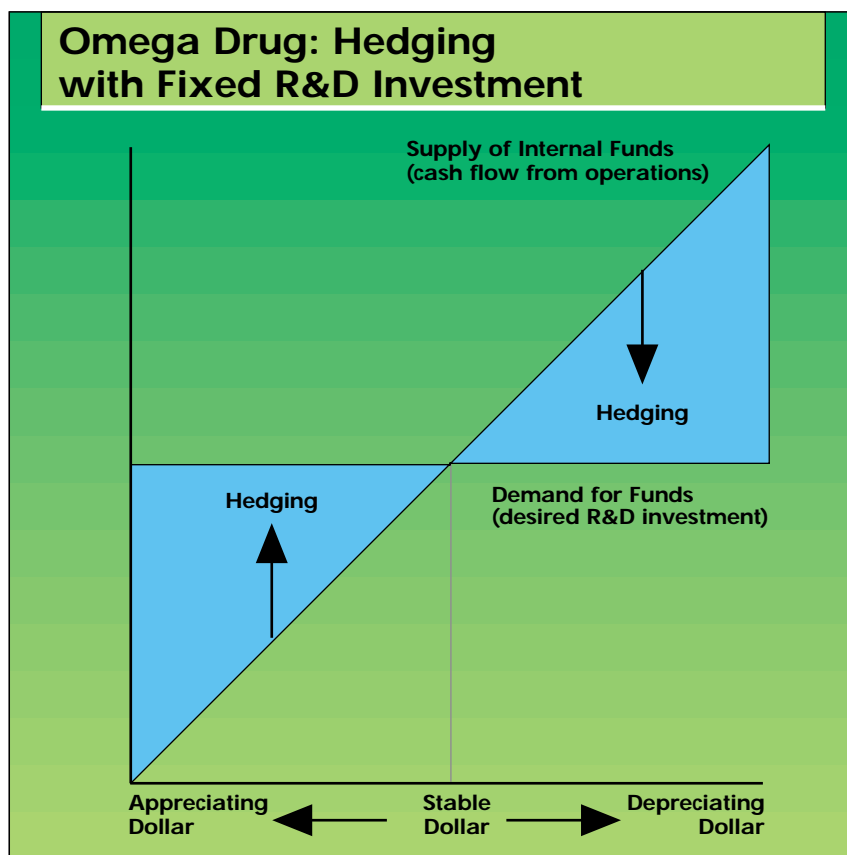 Omega Drug: Hedging
with Fixed R&D Investment
Supply of Internal Funds
(cash flow from operations)
Hedging
Hedging
Demand for Funds
(desired R&D investment)
Appreciating
Dollar
Stable
Dollar
Depreciating
Dollar